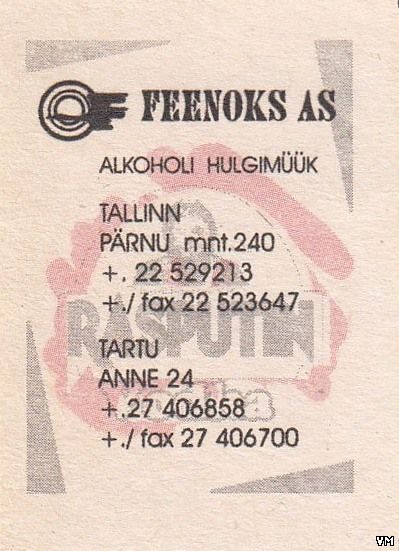 FEENOKS AS
ALKOHOLI HULGIMÜÜK
TALLINN
PÄRNU mnt.240
+. 22 529213
+./ fax 22 523647
RASPUTIN
TARTU
ANNE 24
+.27 406858
+./ fax 27 406700
VM